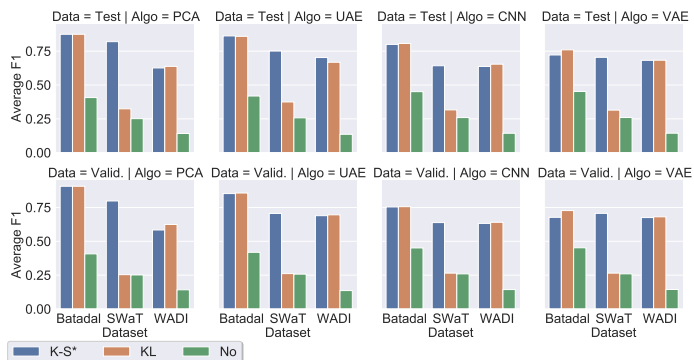 Data = Test | Algo = PCA
Data = Test | Algo = UAE
Data = Test | Algo = CNN
Data = Test | Algo = VAE
Average F1
0.75
0.50
0.25
0.00
Data = Valid. | Algo = PCA
Data = Valid. | Algo = UAE
Data = Valid. | Algo = CNN
Data = Valid. | Algo = VAE
Average F1
0.75
0.50
0.25
0.00
Batadal SWaT WADI
Batadal SWaT WADI
Batadal SWaT WADI
Batadal SWaT WADI
Dataset
Dataset
Dataset
Dataset
K-S* KL No